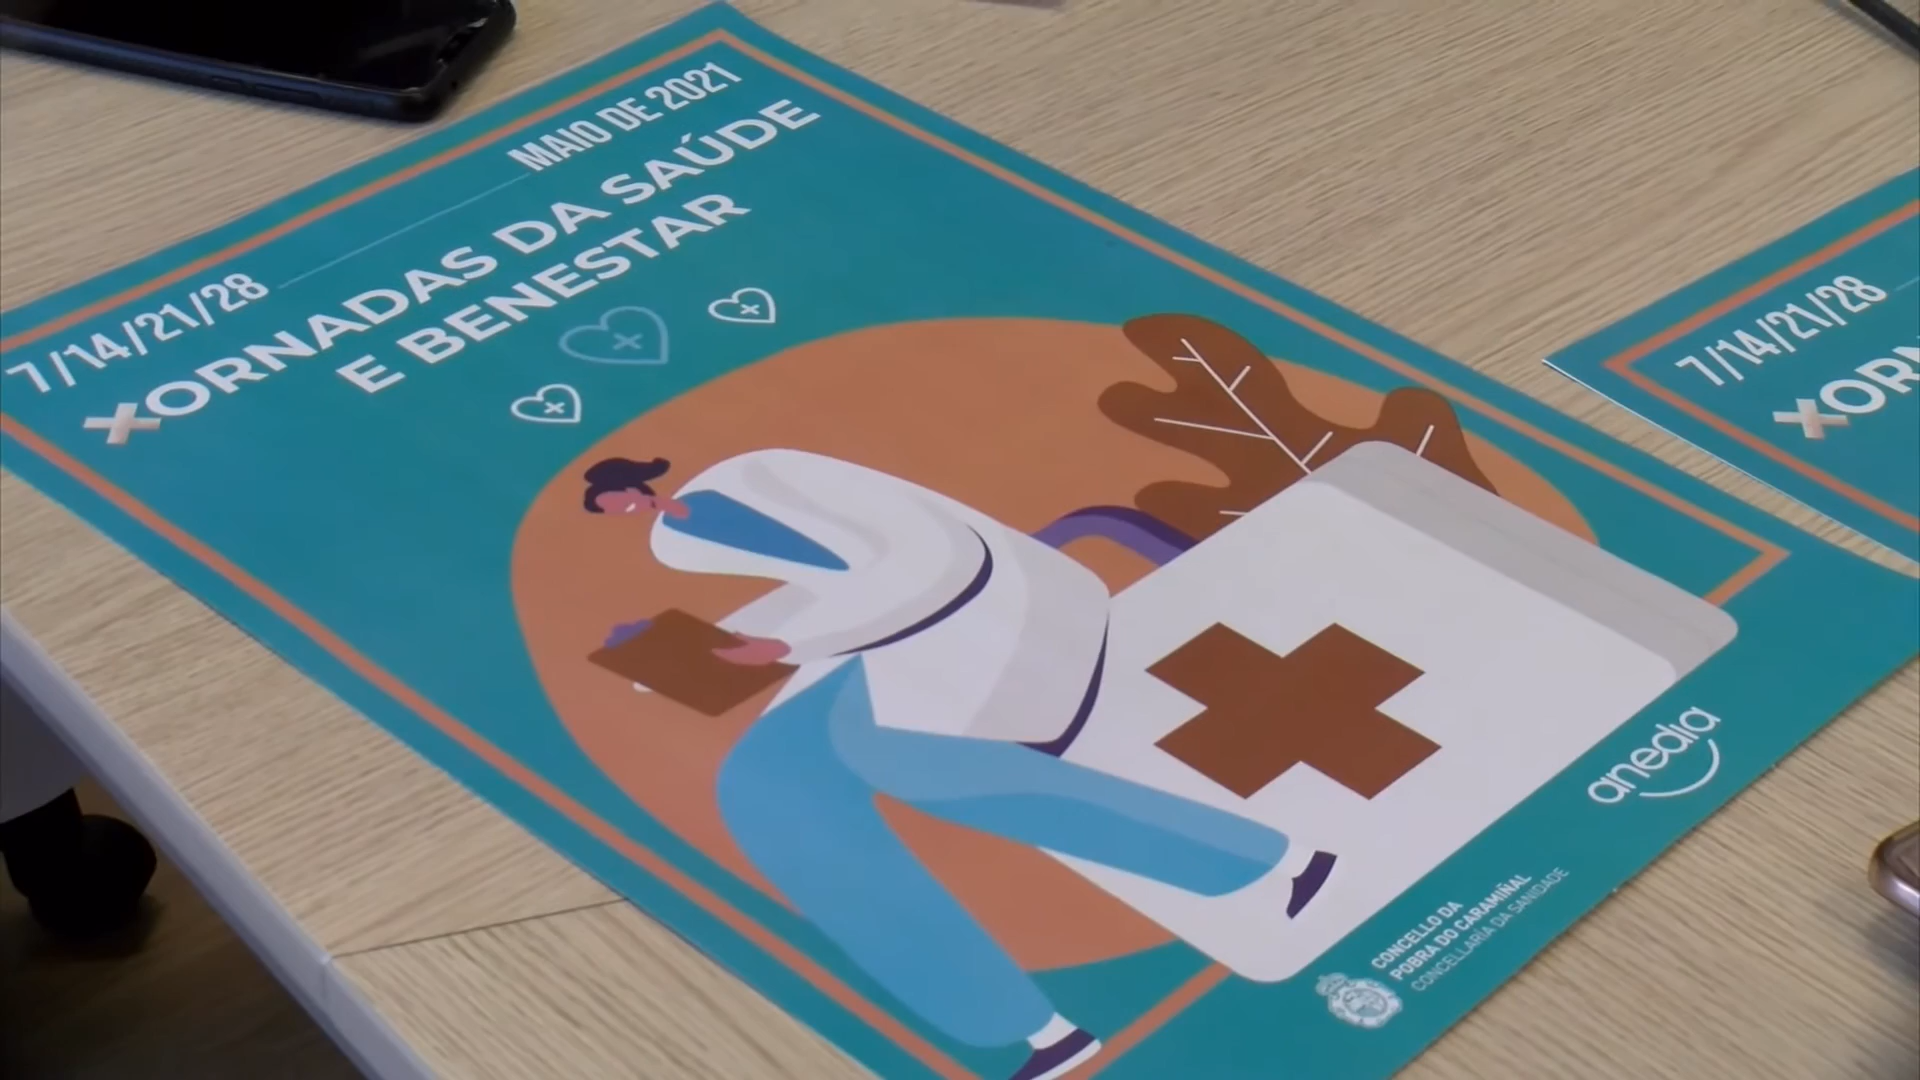 7/14/21/28
MAIO DE 2021
XORNADAS DA SAÚDE
E BENESTAR
anedia
CONCELLO DA
POBRA DO CARAMIÑAL
CONCELLARÍA DA SANIDADE
7/14/21/28
XORN